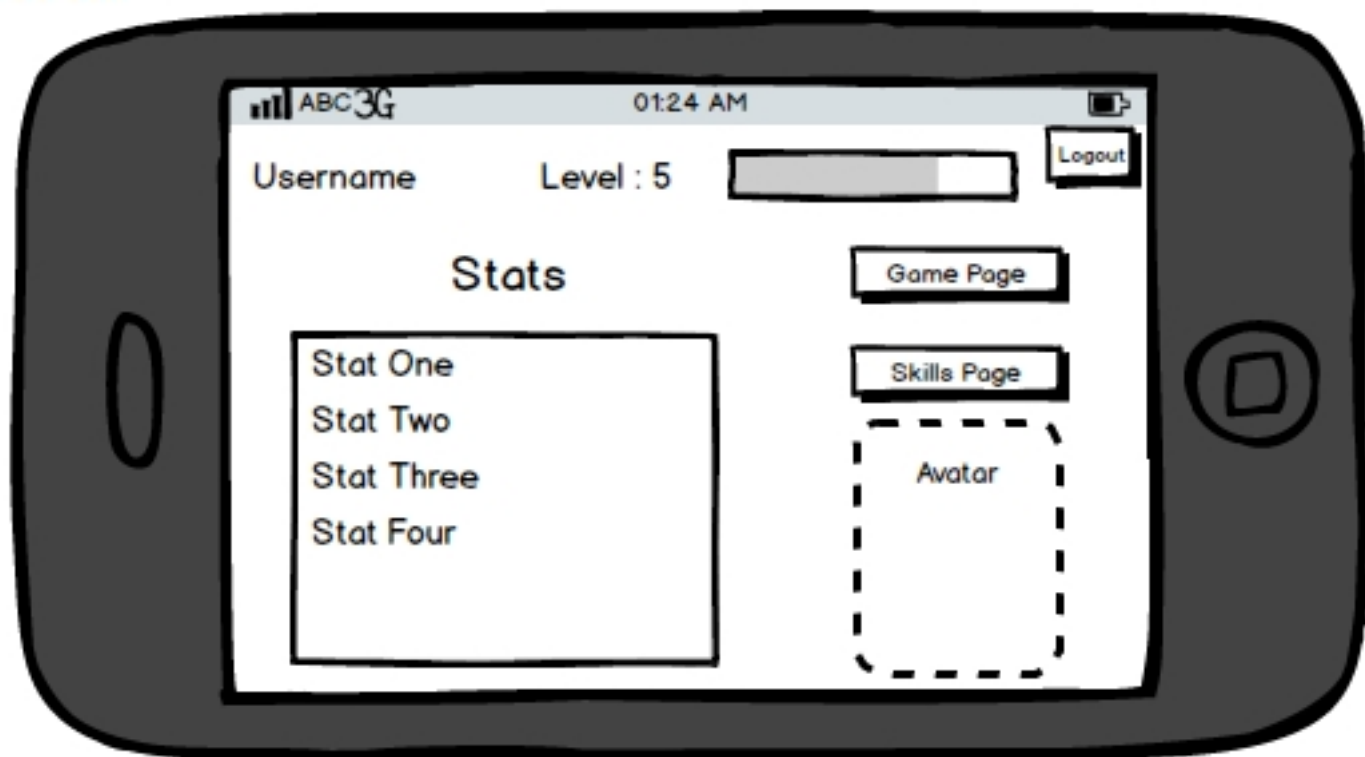 ABC 3G 01:24 AM
Logout
Username Level : 5
Stats
Game Page
Stat One
Skills Page
Stat Two
Stat Three
Avatar
Stat Four